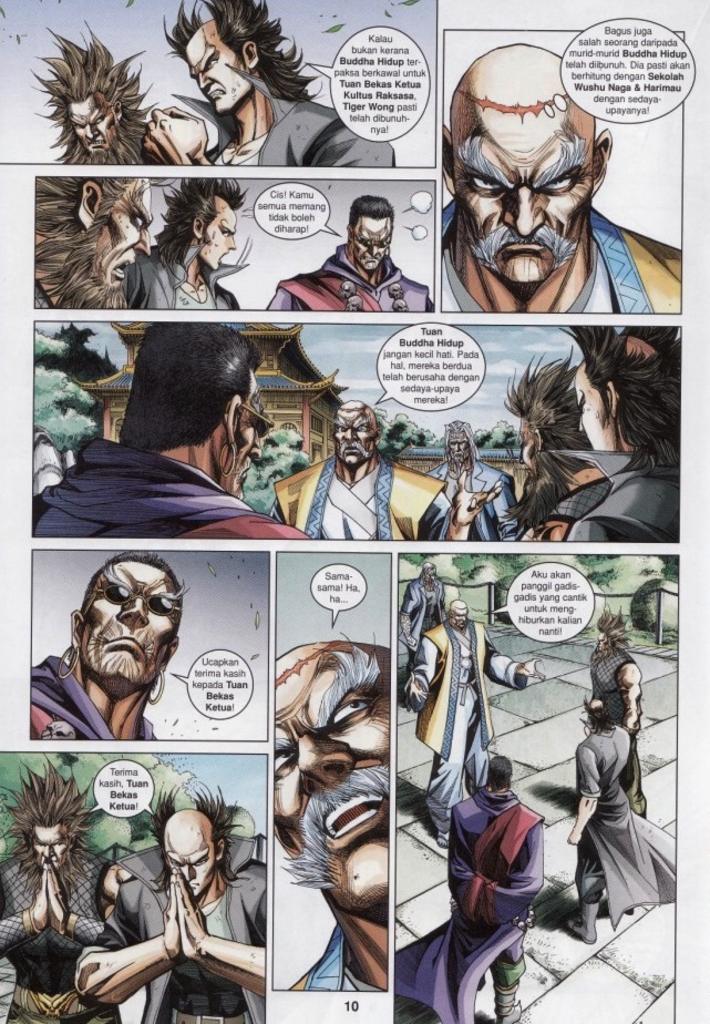 Kalau
bukan kerana
Buddha Hidup ter-
paksa berkawal untuk
Tuan Bekas Ketua
Kultus Raksasa,
Tiger Wong pasti
telah dibunuh-
nya!
Bagus juga
salah seorang daripada
murid-murid Buddha Hidup
telah dibunuh. Dia pasti akan
berhitung dengan Sekolah
Wushu Naga & Harimau
dengan sedaya-
upayanya!
Cis! Kamu
semua memang
tidak boleh
diharap!
Tuan
Buddha Hidup
jangan kecil hati. Pada
hal, mereka berdua
telah berusaha dengan
sedaya-upaya
mereka!
Ucapkan
terima kasih
kepada Tuan
Bekas
Ketua!
Sama-
sama! Ha,
ha...
Aku akan
panggil gadis-
gadis yang cantik
untuk meng-
hiburkan kalian
nanti!
Terima
kasih, Tuan
Bekas
Ketua!
10